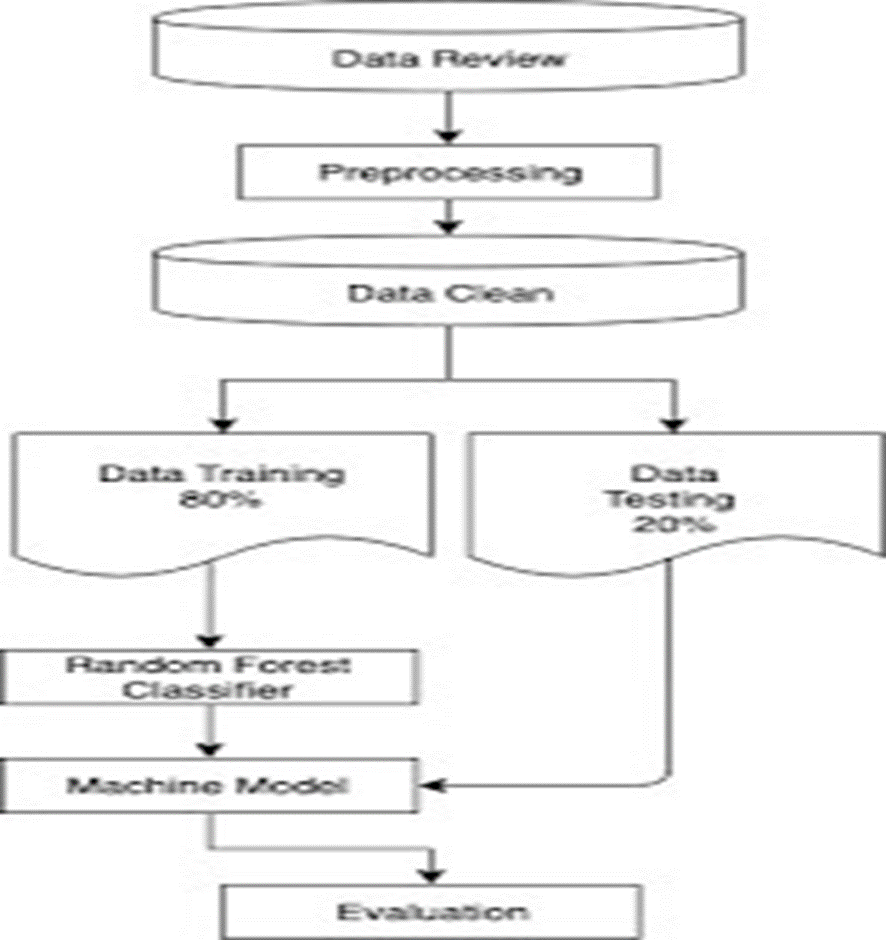 Data Review
Preprocessing
Data Clean
Data Training
80%
Data
Testing
20%
Random Forest
Classifier
Machine Model
Evaluation